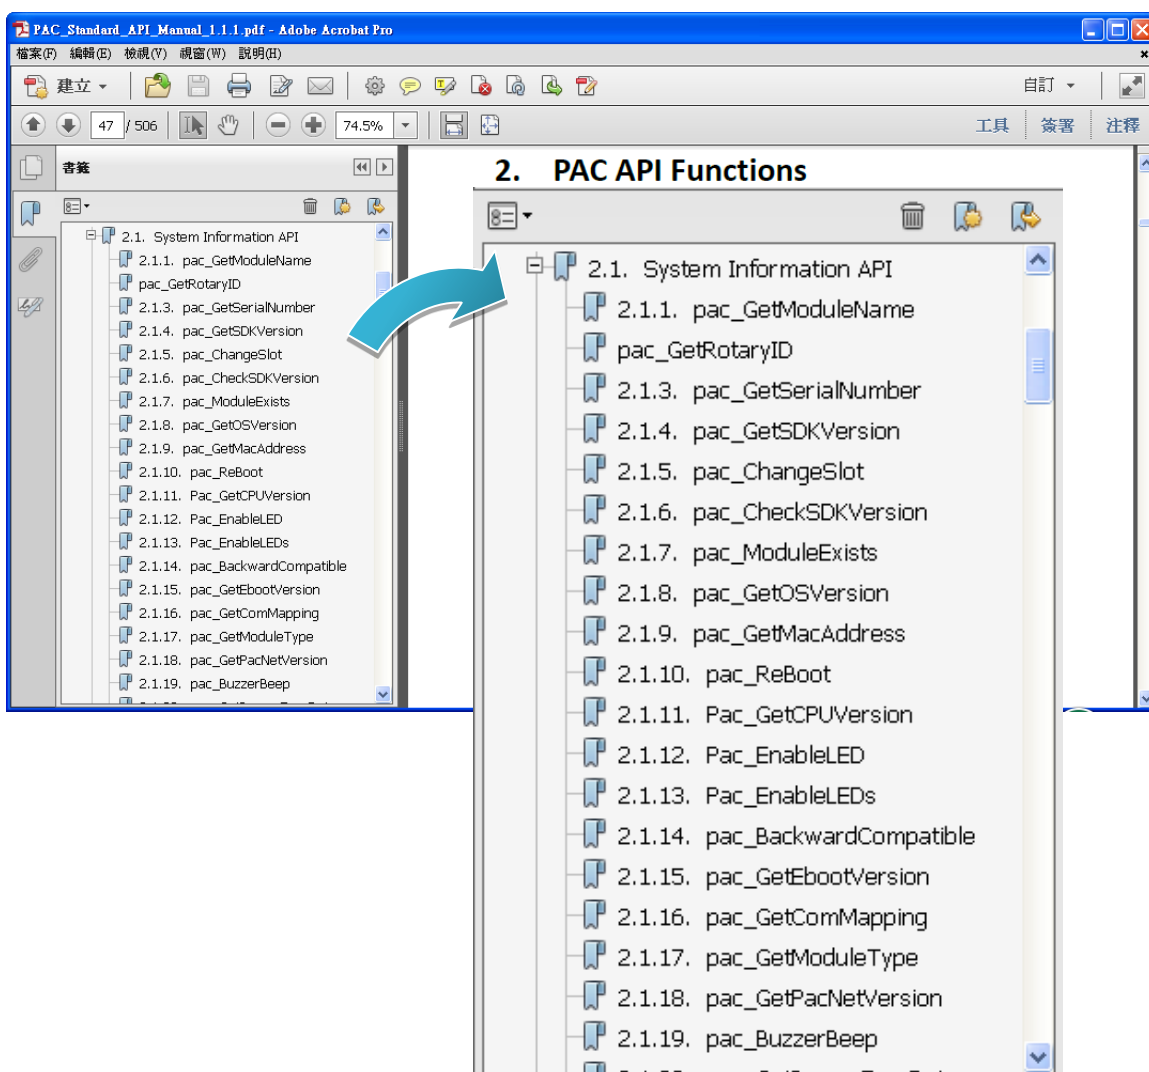 PAC_Standard_API_Manual_1.1.1.pdf - Adobe Acrobat Pro
檔案(F) 編輯(E) 檢視(V) 視窗(W) 說明(H)
建立 自訂
47 / 506 74.5% 工具 簽署 注釋
書籤
2.1. System Information API
2.1.1. pac_GetModuleName
pac_GetRotaryID
2.1.3. pac_GetSerialNumber
2.1.4. pac_GetSDKVersion
2.1.5. pac_ChangeSlot
2.1.6. pac_CheckSDKVersion
2.1.7. pac_ModuleExists
2.1.8. pac_GetOSVersion
2.1.9. pac_GetMacAddress
2.1.10. pac_ReBoot
2.1.11. Pac_GetCPUVersion
2.1.12. Pac_EnableLED
2.1.13. Pac_EnableLEDs
2.1.14. pac_BackwardCompatible
2.1.15. pac_GetEbootVersion
2.1.16. pac_GetComMapping
2.1.17. pac_GetModuleType
2.1.18. pac_GetPacNetVersion
2.1.19. pac_BuzzerBeep
2. PAC API Functions
2.1. System Information API
2.1.1. pac_GetModuleName
pac_GetRotaryID
2.1.3. pac_GetSerialNumber
2.1.4. pac_GetSDKVersion
2.1.5. pac_ChangeSlot
2.1.6. pac_CheckSDKVersion
2.1.7. pac_ModuleExists
2.1.8. pac_GetOSVersion
2.1.9. pac_GetMacAddress
2.1.10. pac_ReBoot
2.1.11. Pac_GetCPUVersion
2.1.12. Pac_EnableLED
2.1.13. Pac_EnableLEDs
2.1.14. pac_BackwardCompatible
2.1.15. pac_GetEbootVersion
2.1.16. pac_GetComMapping
2.1.17. pac_GetModuleType
2.1.18. pac_GetPacNetVersion
2.1.19. pac_BuzzerBeep